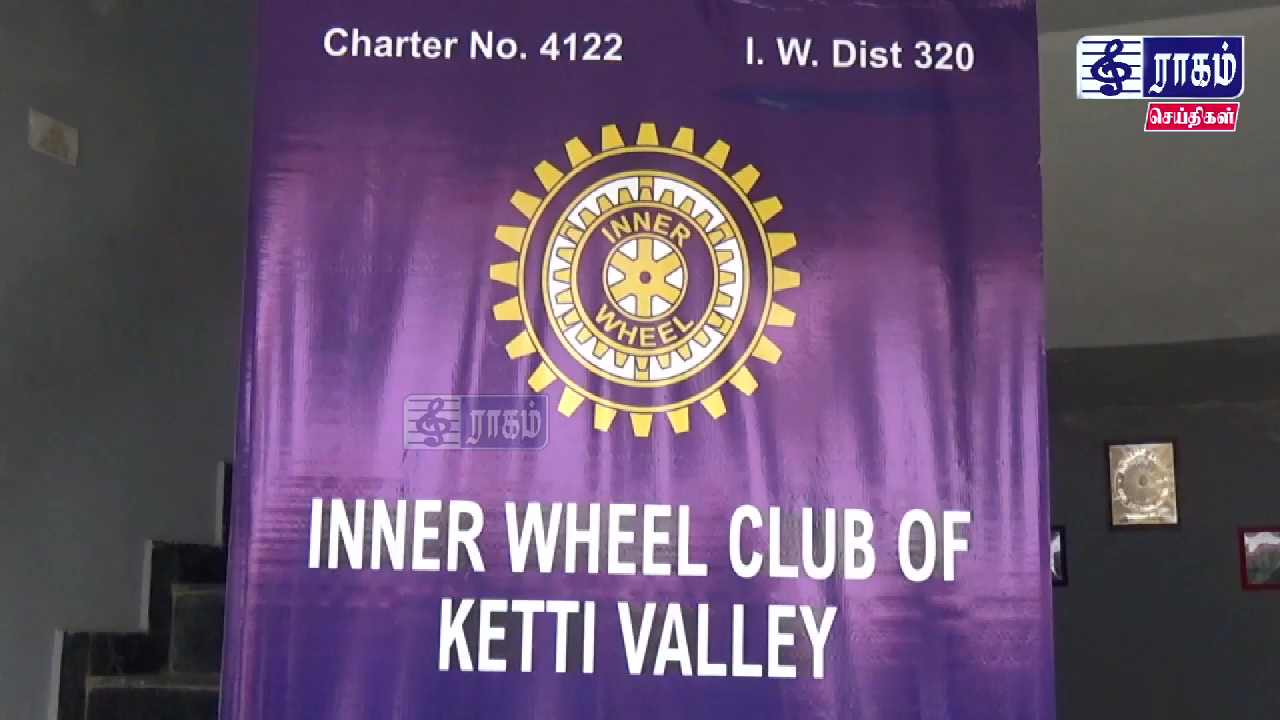 Charter No. 4122
I. W. Dist 320
ராகம்
செய்திகள்
INNER
WHEEL
ராகம்
INNER WHEEL CLUB OF
KETTI VALLEY